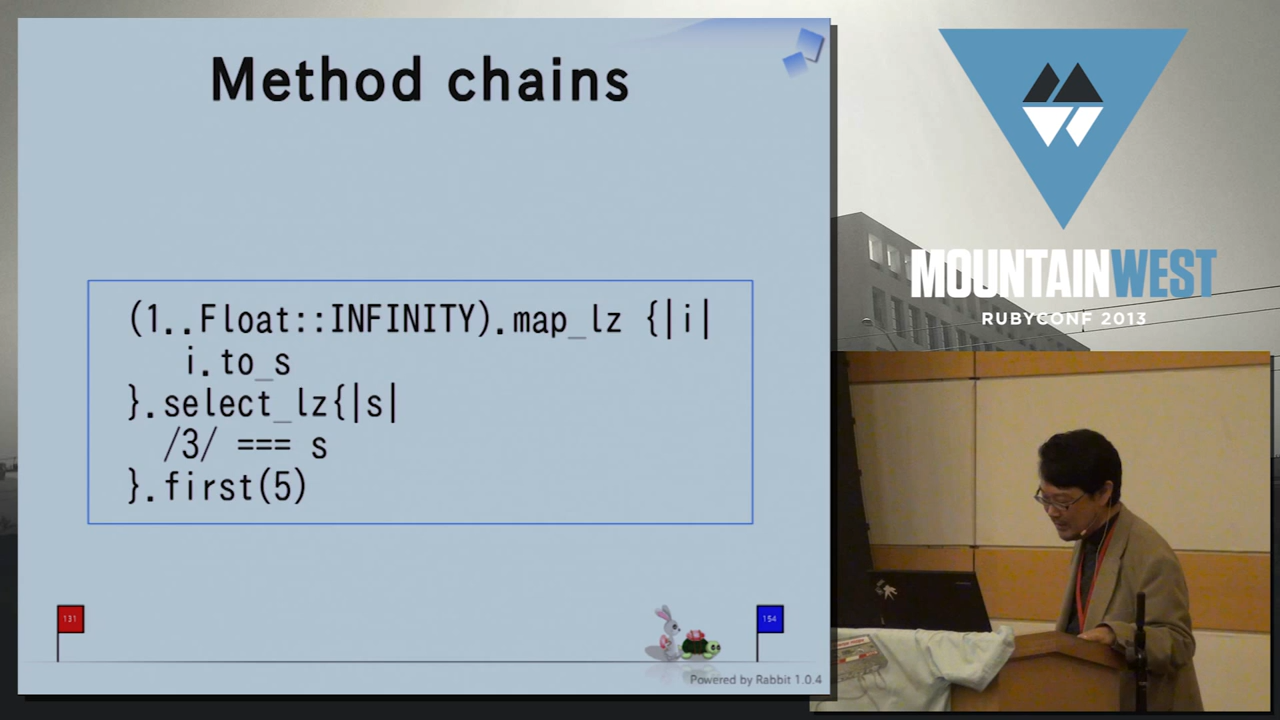 Method chains
(1..Float::INFINITY).map_lz {|i|
i.to_s
}.select_lz{|s|
/3/ === s
}.first(5)
131
154
Powered by Rabbit 1.0.4
MOUNTAINWEST
RUBYCONF 2013